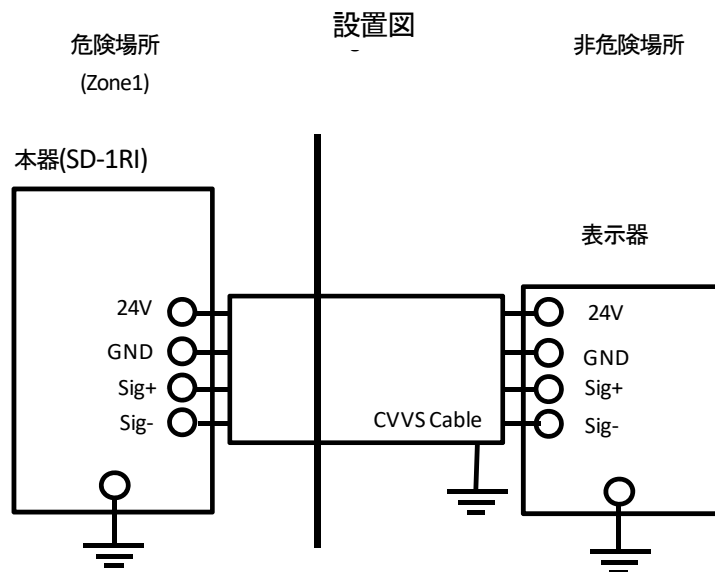 設置図
危険場所
(Zone1)
非危険場所
本器(SD-1RI)
表示器
24V
GND
Sig+
Sig-
CVVS Cable
24V
GND
Sig+
Sig-